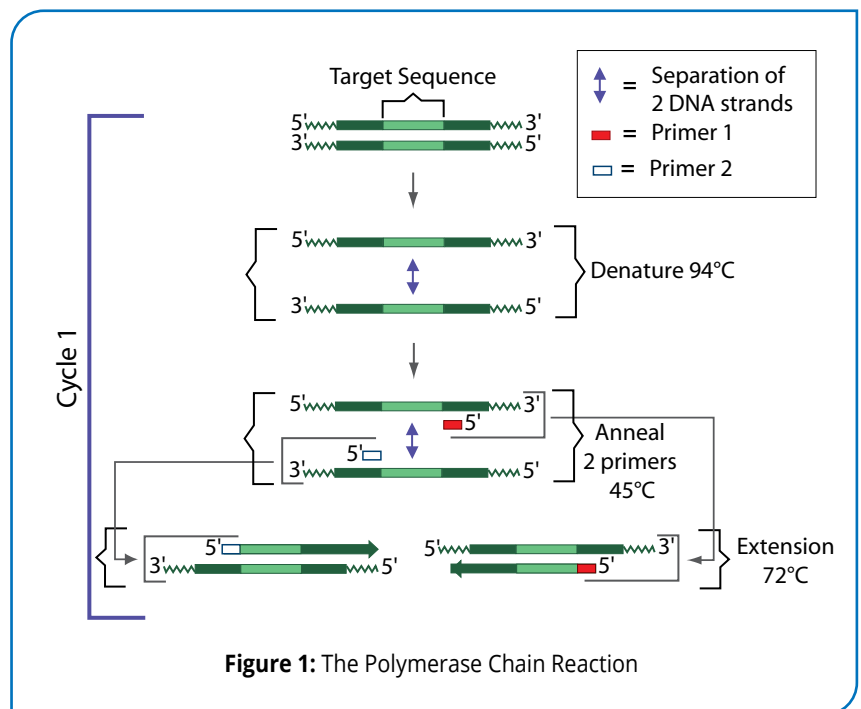 Target Sequence
5' 3'
3' 5'
= Separation of
2 DNA strands
= Primer 1
= Primer 2
Cycle 1
5' 3'
Denature 94°C
3' 5'
5' 3'
5'
Anneal
2 primers
45°C
5'
3' 5'
5'
3' 5'
5' 3'
5'
Extension
72°C
Figure 1: The Polymerase Chain Reaction